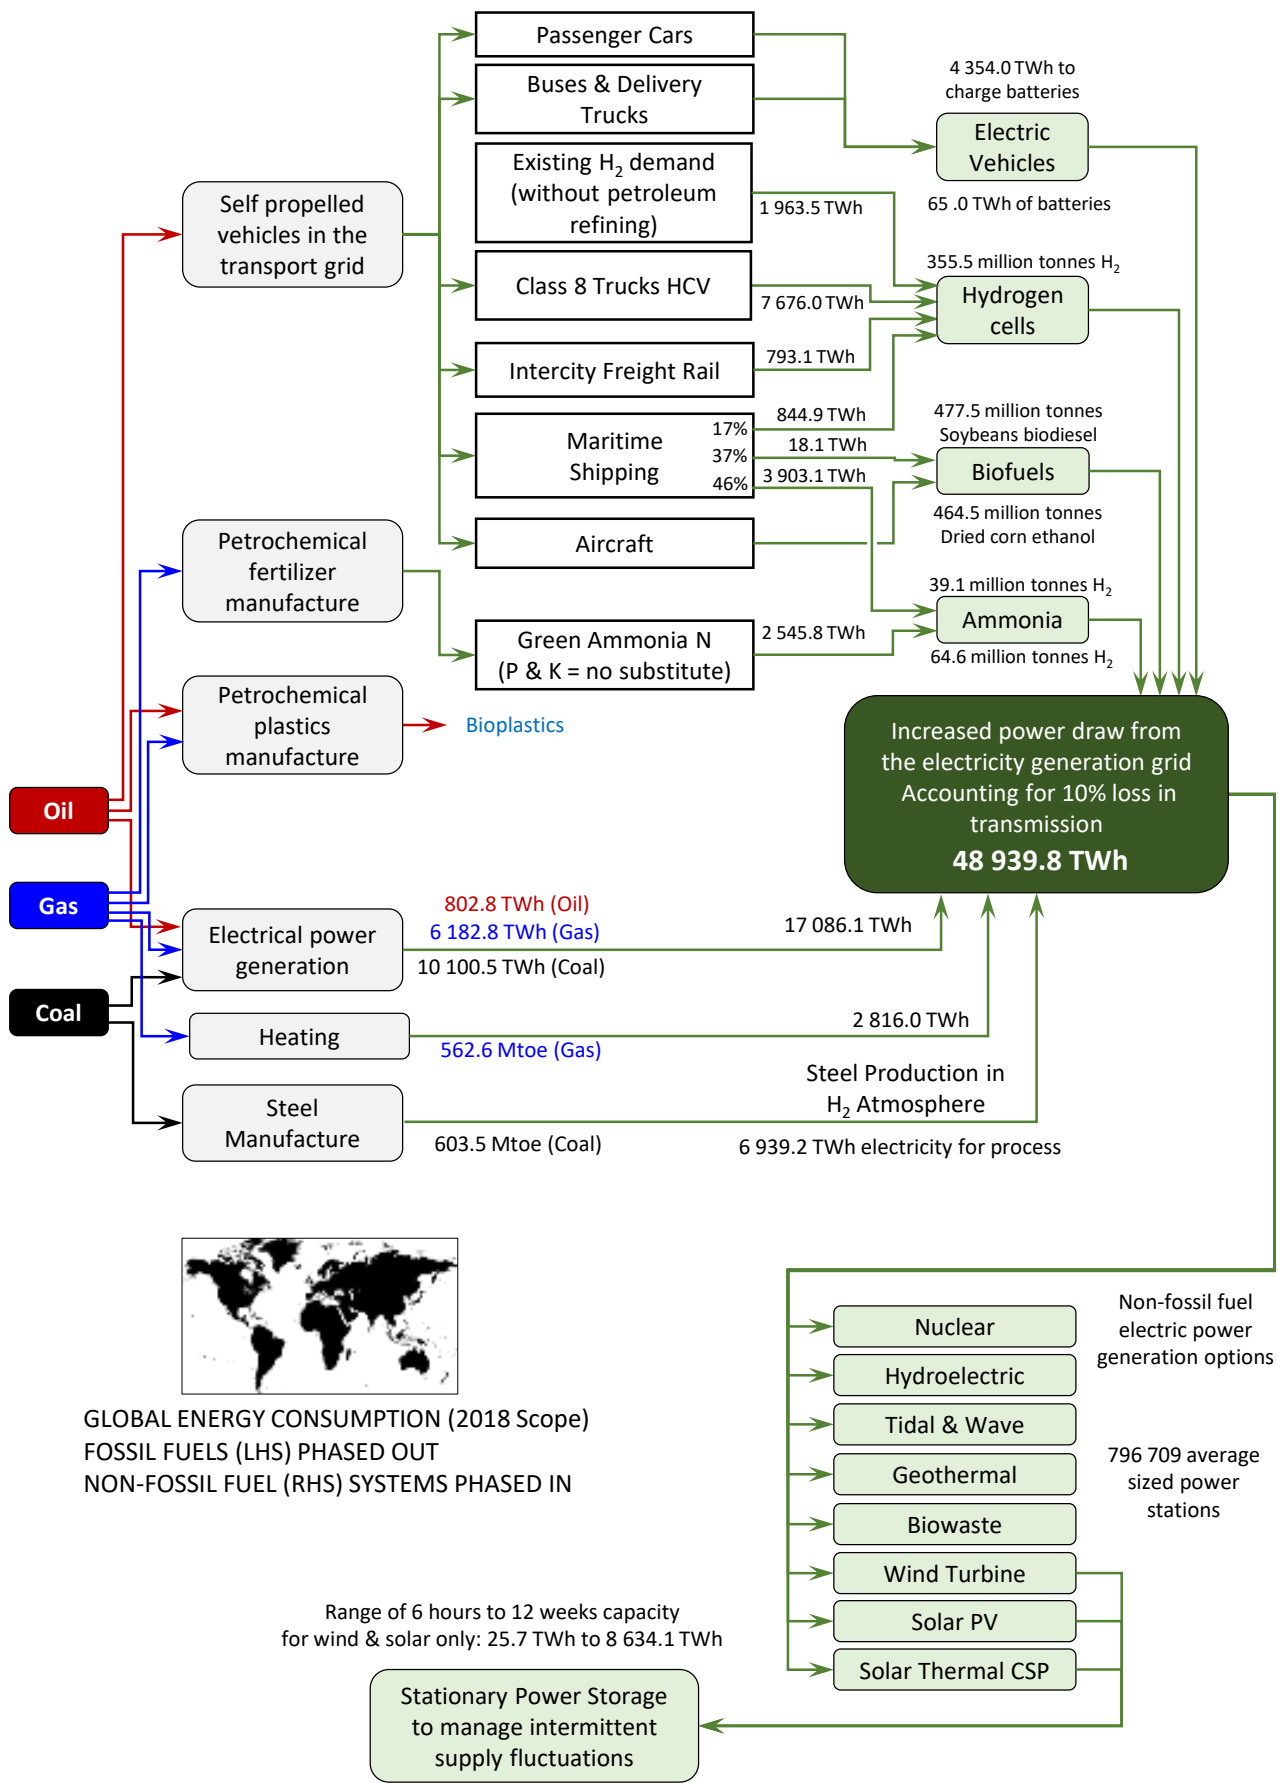 Passenger Cars
Buses & Delivery
Trucks
Existing H₂ demand
(without petroleum
refining)
1 963.5 TWh
Class 8 Trucks HCV
7 676.0 TWh
Intercity Freight Rail
793.1 TWh
Maritime
Shipping
17%
37%
46%
844.9 TWh
18.1 TWh
3 903.1 TWh
Aircraft
Green Ammonia N
(P & K = no substitute)
2 545.8 TWh
4 354.0 TWh to
charge batteries
Electric
Vehicles
65 .0 TWh of batteries
355.5 million tonnes H₂
Hydrogen
cells
477.5 million tonnes
Soybeans biodiesel
Biofuels
464.5 million tonnes
Dried corn ethanol
39.1 million tonnes H₂
Ammonia
64.6 million tonnes H₂
Self propelled
vehicles in the
transport grid
Petrochemical
fertilizer
manufacture
Petrochemical
plastics
manufacture
Bioplastics
Oil
Gas
Coal
Increased power draw from
the electricity generation grid
Accounting for 10% loss in
transmission
48 939.8 TWh
Electrical power
generation
802.8 TWh (Oil)
6 182.8 TWh (Gas)
10 100.5 TWh (Coal)
17 086.1 TWh
Heating
562.6 Mtoe (Gas)
2 816.0 TWh
Steel
Manufacture
603.5 Mtoe (Coal)
Steel Production in
H₂ Atmosphere
6 939.2 TWh electricity for process
GLOBAL ENERGY CONSUMPTION (2018 Scope)
FOSSIL FUELS (LHS) PHASED OUT
NON-FOSSIL FUEL (RHS) SYSTEMS PHASED IN
Nuclear
Hydroelectric
Tidal & Wave
Geothermal
Biowaste
Wind Turbine
Solar PV
Solar Thermal CSP
Non-fossil fuel
electric power
generation options
796 709 average
sized power
stations
Range of 6 hours to 12 weeks capacity
for wind & solar only: 25.7 TWh to 8 634.1 TWh
Stationary Power Storage
to manage intermittent
supply fluctuations